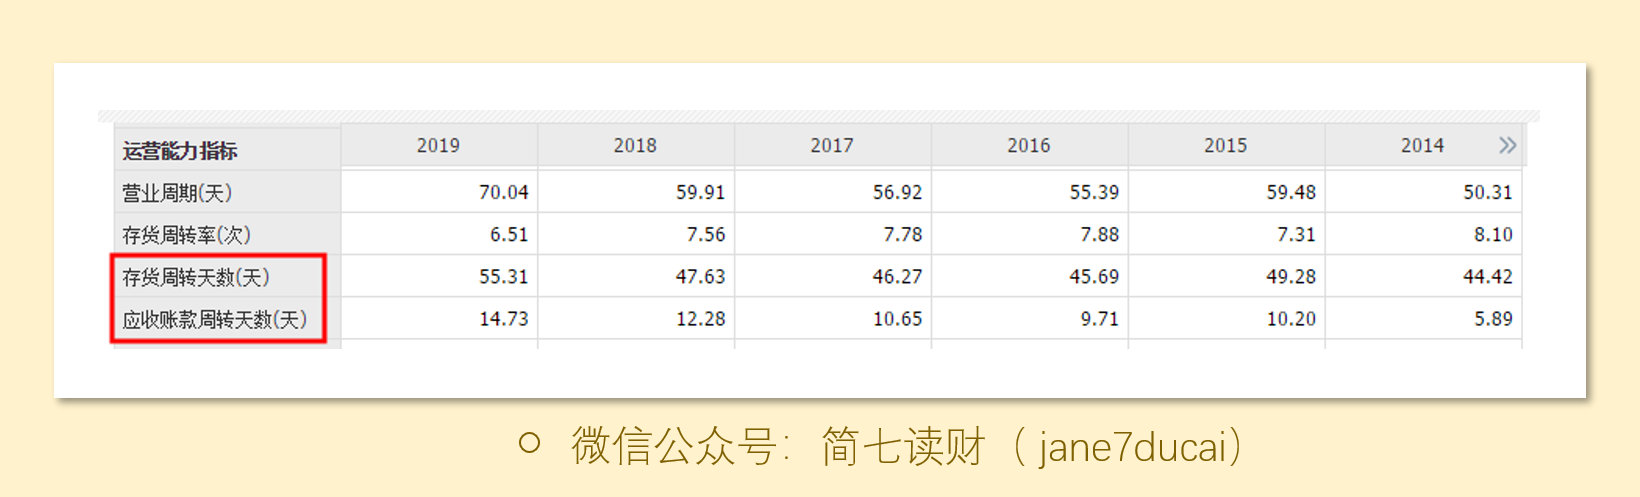 运营能力指标 2019 2018 2017 2016 2015 2014 »
营业周期(天) 70.04 59.91 56.92 55.39 59.48 50.31
存货周转率(次) 6.51 7.56 7.78 7.88 7.31 8.10
存货周转天数(天) 55.31 47.63 46.27 45.69 49.28 44.42
应收账款周转天数(天) 14.73 12.28 10.65 9.71 10.20 5.89
微信公众号：简七读财（jane7ducai）